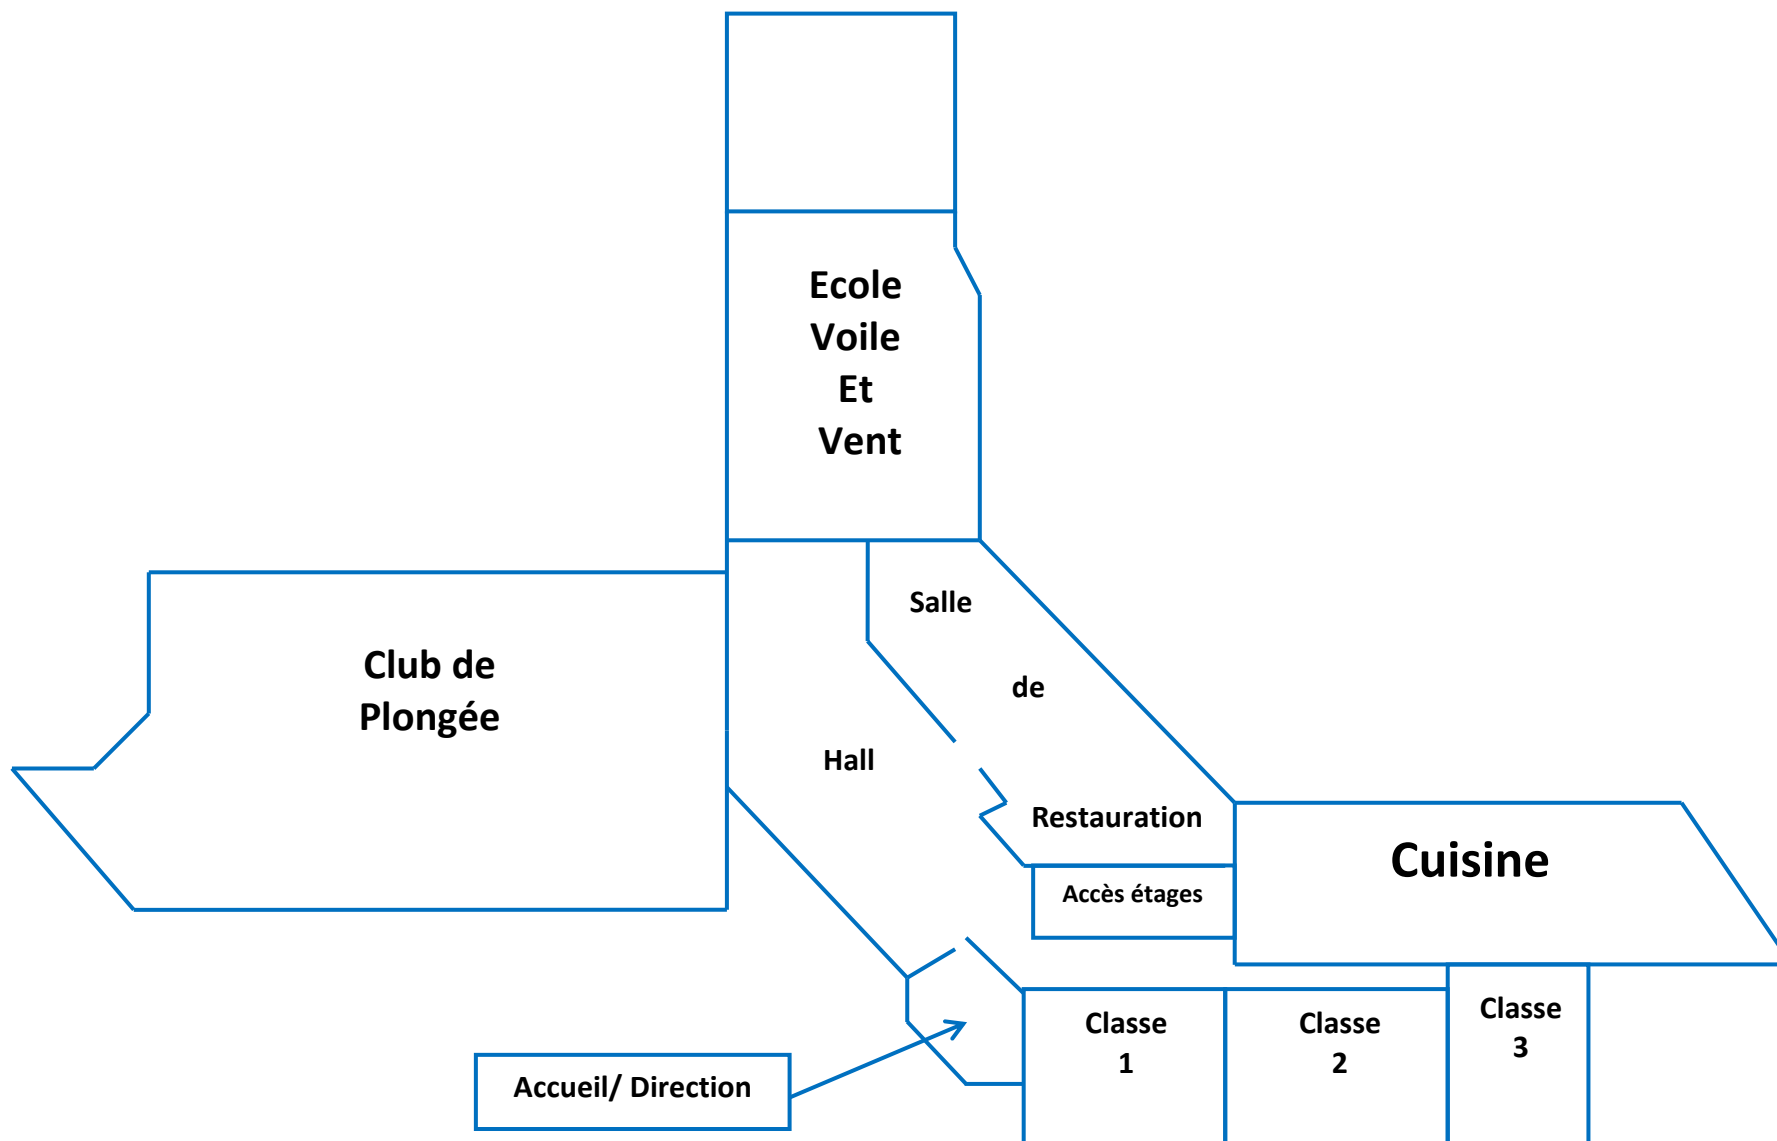 Ecole
Voile
Et
Vent
Salle
Club de
Plongée
de
Hall
Restauration
Cuisine
Accès étages
Classe
1
Classe
2
Classe
3
Accueil/ Direction